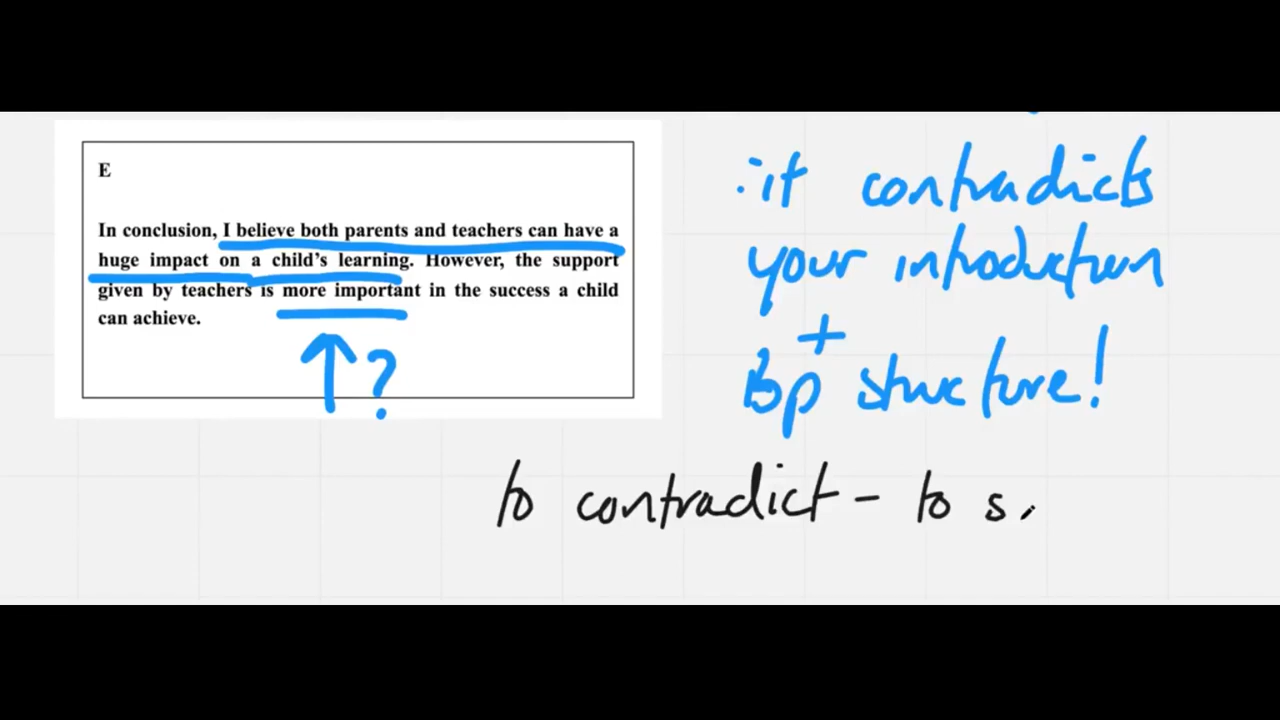 E
In conclusion, I believe both parents and teachers can have a
huge impact on a child's learning. However, the support
given by teachers is more important in the success a child
can achieve.
?
: it contradicts
your introduction
+
Bp structure!
to contradict - to s